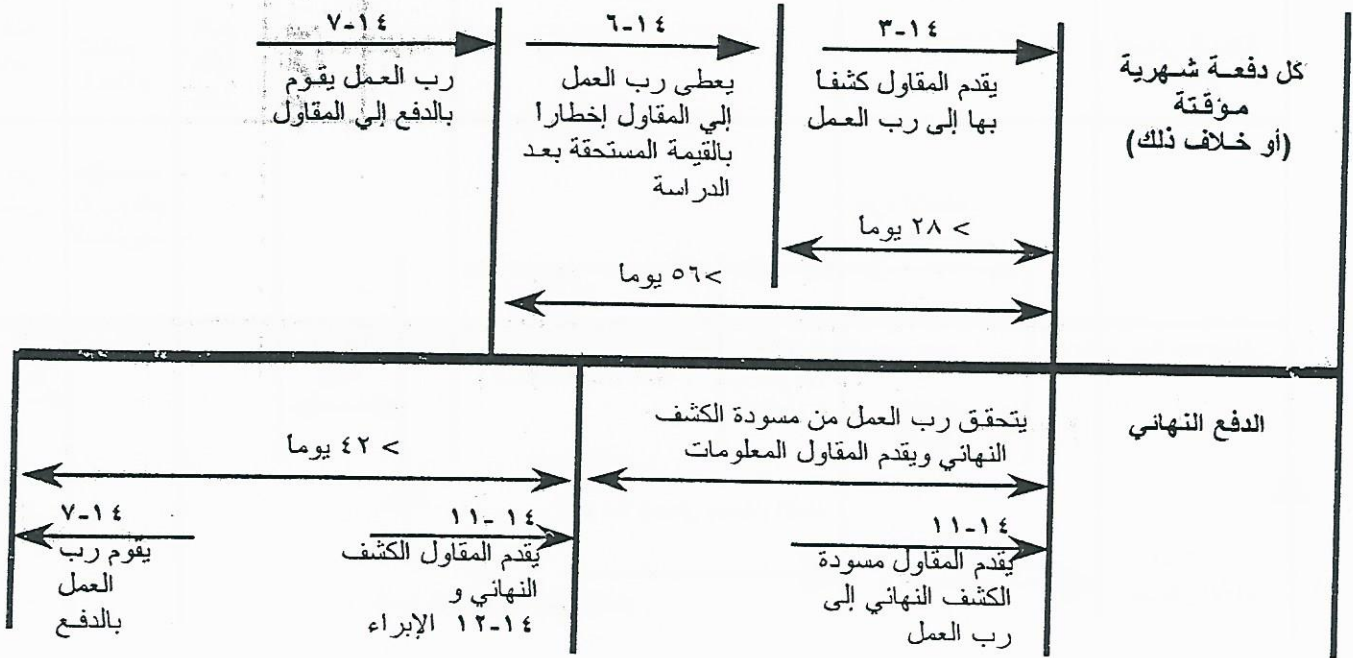 كل دفعة شهرية
مؤقتة
(أو خلاف ذلك)
١٤-٣
يقدم المقاول كشفا
بها إلى رب العمل
١٤-٦
يعطى رب العمل
إلي المقاول إخطارا
بالقيمة المستحقة بعد
الدراسة
١٤-٧
رب العمل يقوم
بالدفع إلي المقاول
> ٢٨ يوما
>٥٦ يوما
الدفع النهائي
يتحقق رب العمل من مسودة الكشف
النهائي ويقدم المقاول المعلومات
> ٤٢ يوما
١٤-١١
يقدم المقاول مسودة
الكشف النهائي إلى
رب العمل
١٤- ١١
يقدم المقاول الكشف
النهائي و
١٤-١٢ الإبراء
١٤-٧
يقوم رب
العمل
بالدفع